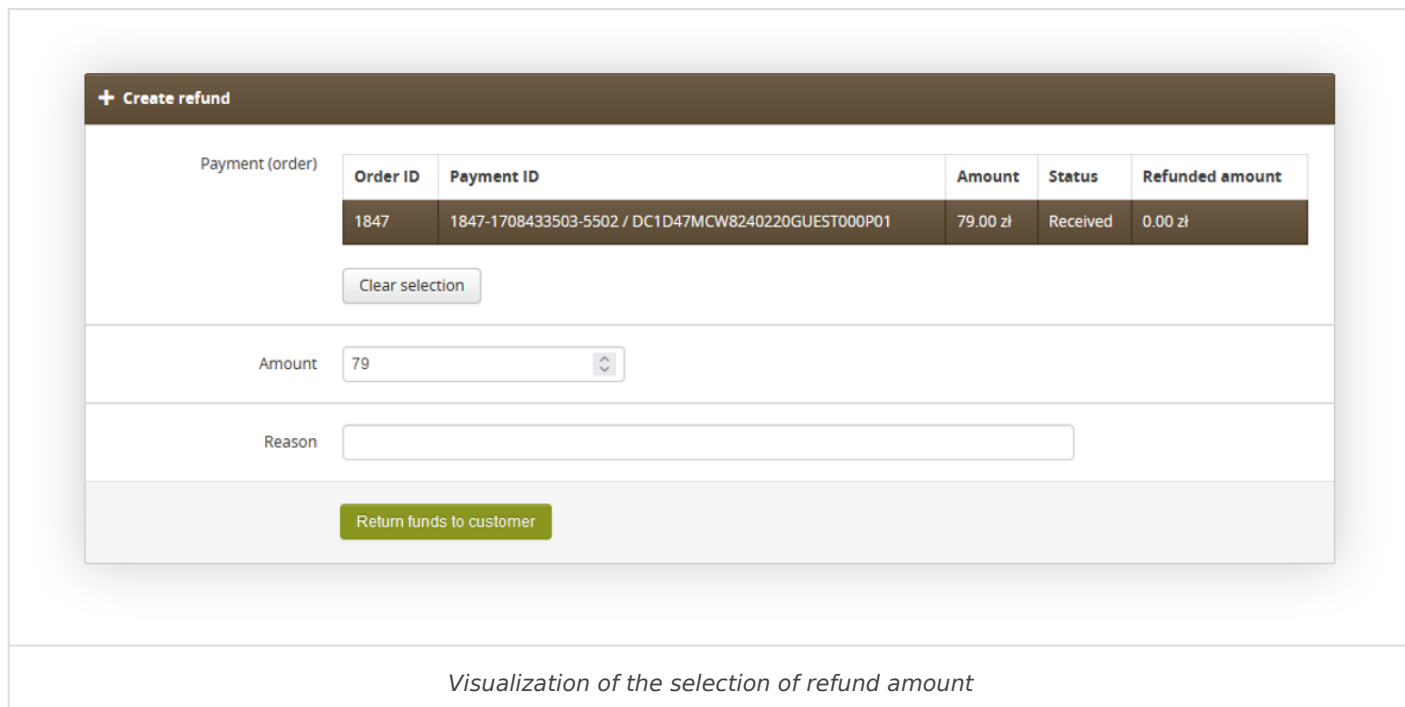 Create refund
Payment (order)
Order ID Payment ID Amount Status Refunded amount
1847 1847-1708433503-5502 / DC1D47MCW8240220GUEST000P01 79.00 zł Received 0.00 zł
Clear selection
Amount 79
Reason
Return funds to customer
Visualization of the selection of refund amount